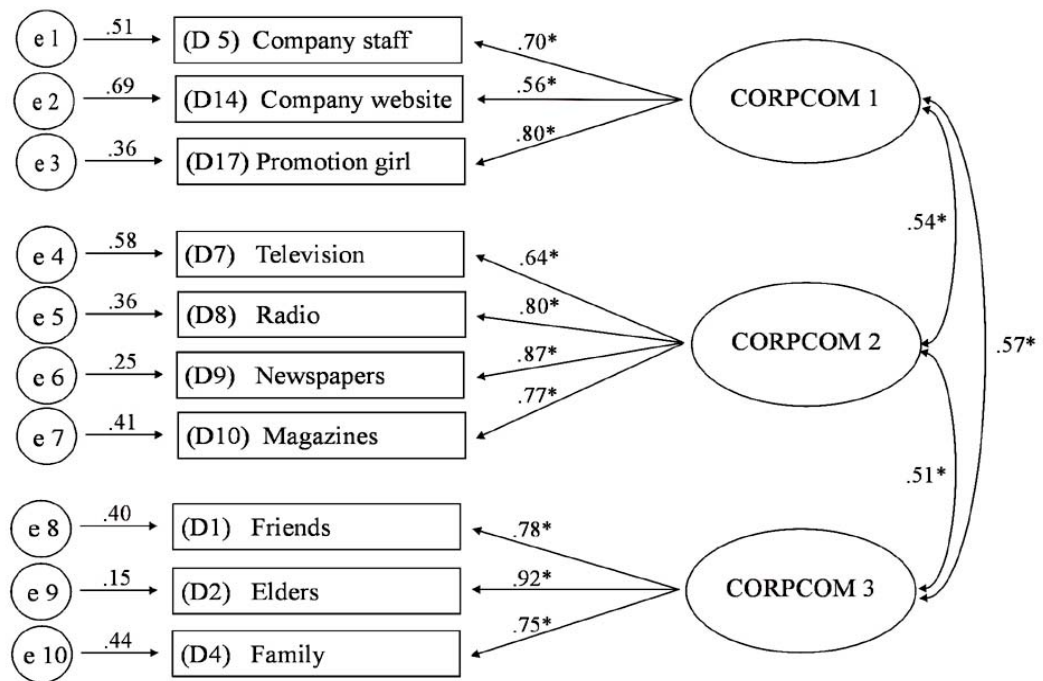 e 1 .51 (D 5) Company staff .70*
e 2 .69 (D14) Company website .56* CORPCOM 1
e 3 .36 (D17) Promotion girl .80*
.54*
e 4 .58 (D7) Television .64*
e 5 .36 (D8) Radio .80*
e 6 .25 (D9) Newspapers .87* CORPCOM 2 .57*
e 7 .41 (D10) Magazines .77*
.51*
e 8 .40 (D1) Friends .78*
e 9 .15 (D2) Elders .92* CORPCOM 3
e 10 .44 (D4) Family .75*